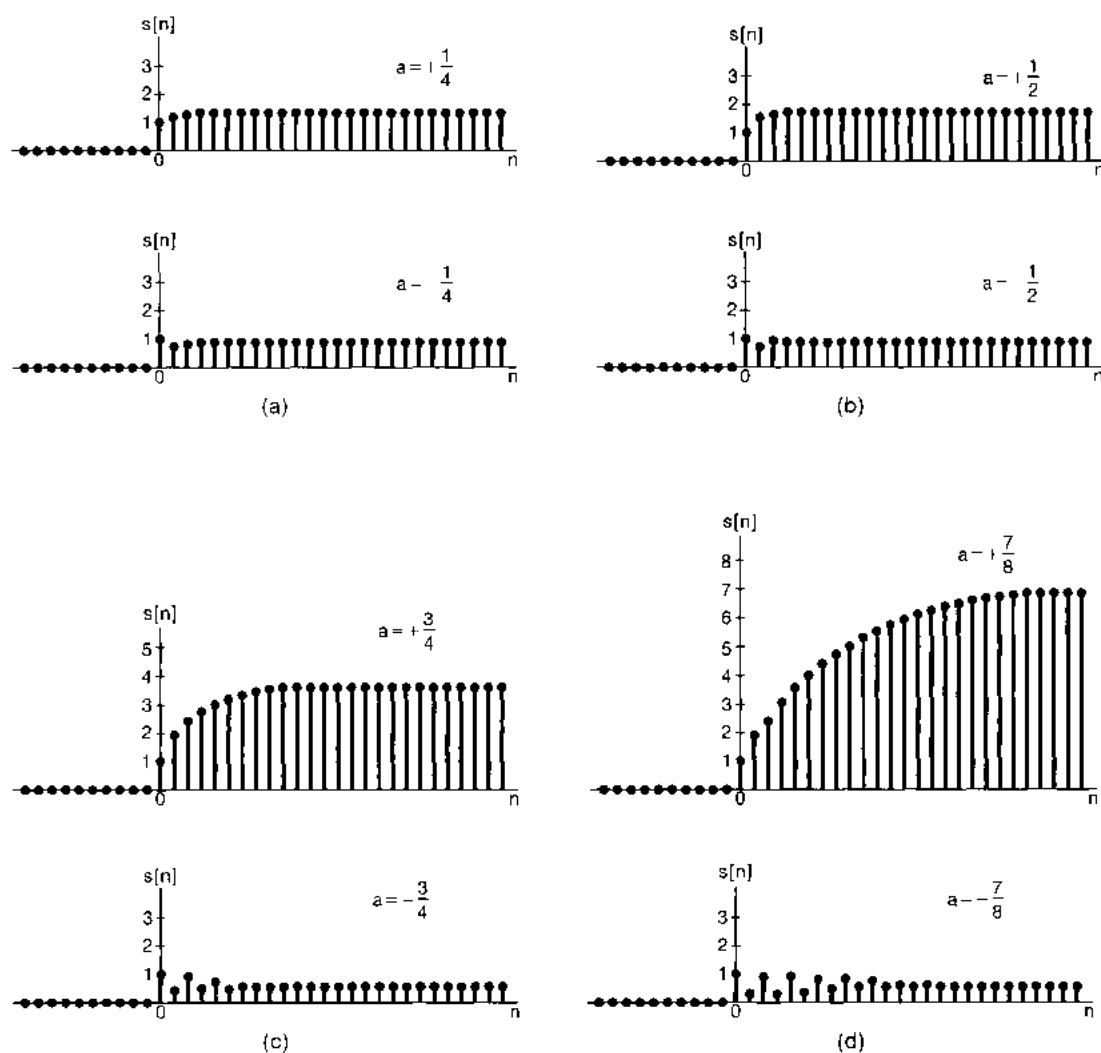 s[n]
a = + 1/4
3
2
1
0
n
s[n]
a - 1/4
3
2
1
0
n
(a)
s[n]
a - + 1/2
3
2
1
0
n
s[n]
a - 1/2
3
2
1
0
n
(b)
s[n]
a = + 3/4
5
4
3
2
1
0
n
s[n]
a = - 3/4
3
2
1
0
n
(c)
s[n]
a - + 7/8
8
7
6
5
4
3
2
1
0
n
s[n]
a - - 7/8
3
2
1
0
n
(d)